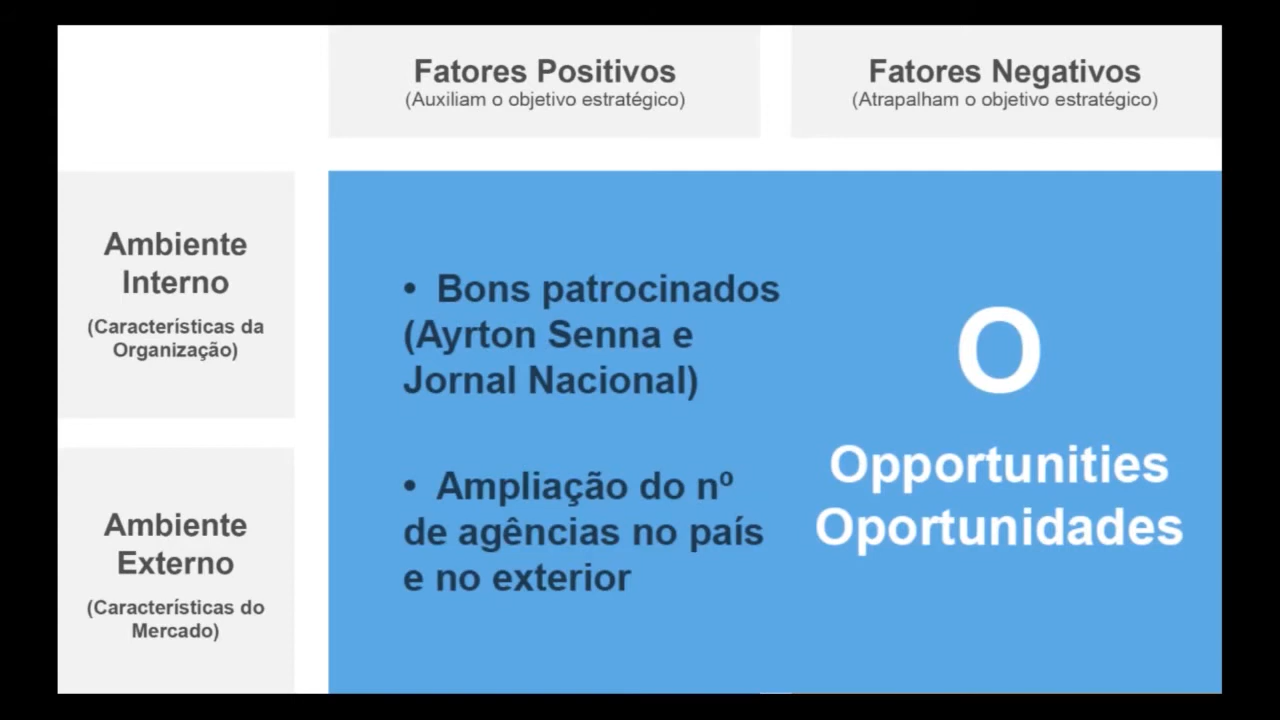 Fatores Positivos
(Auxiliam o objetivo estratégico)
Fatores Negativos
(Atrapalham o objetivo estratégico)
Ambiente
Interno
(Características da
Organização)
Ambiente
Externo
(Características do
Mercado)
• Bons patrocinados
(Ayrton Senna e
Jornal Nacional)
• Ampliação do nº
de agências no país
e no exterior
O
Opportunities
Oportunidades